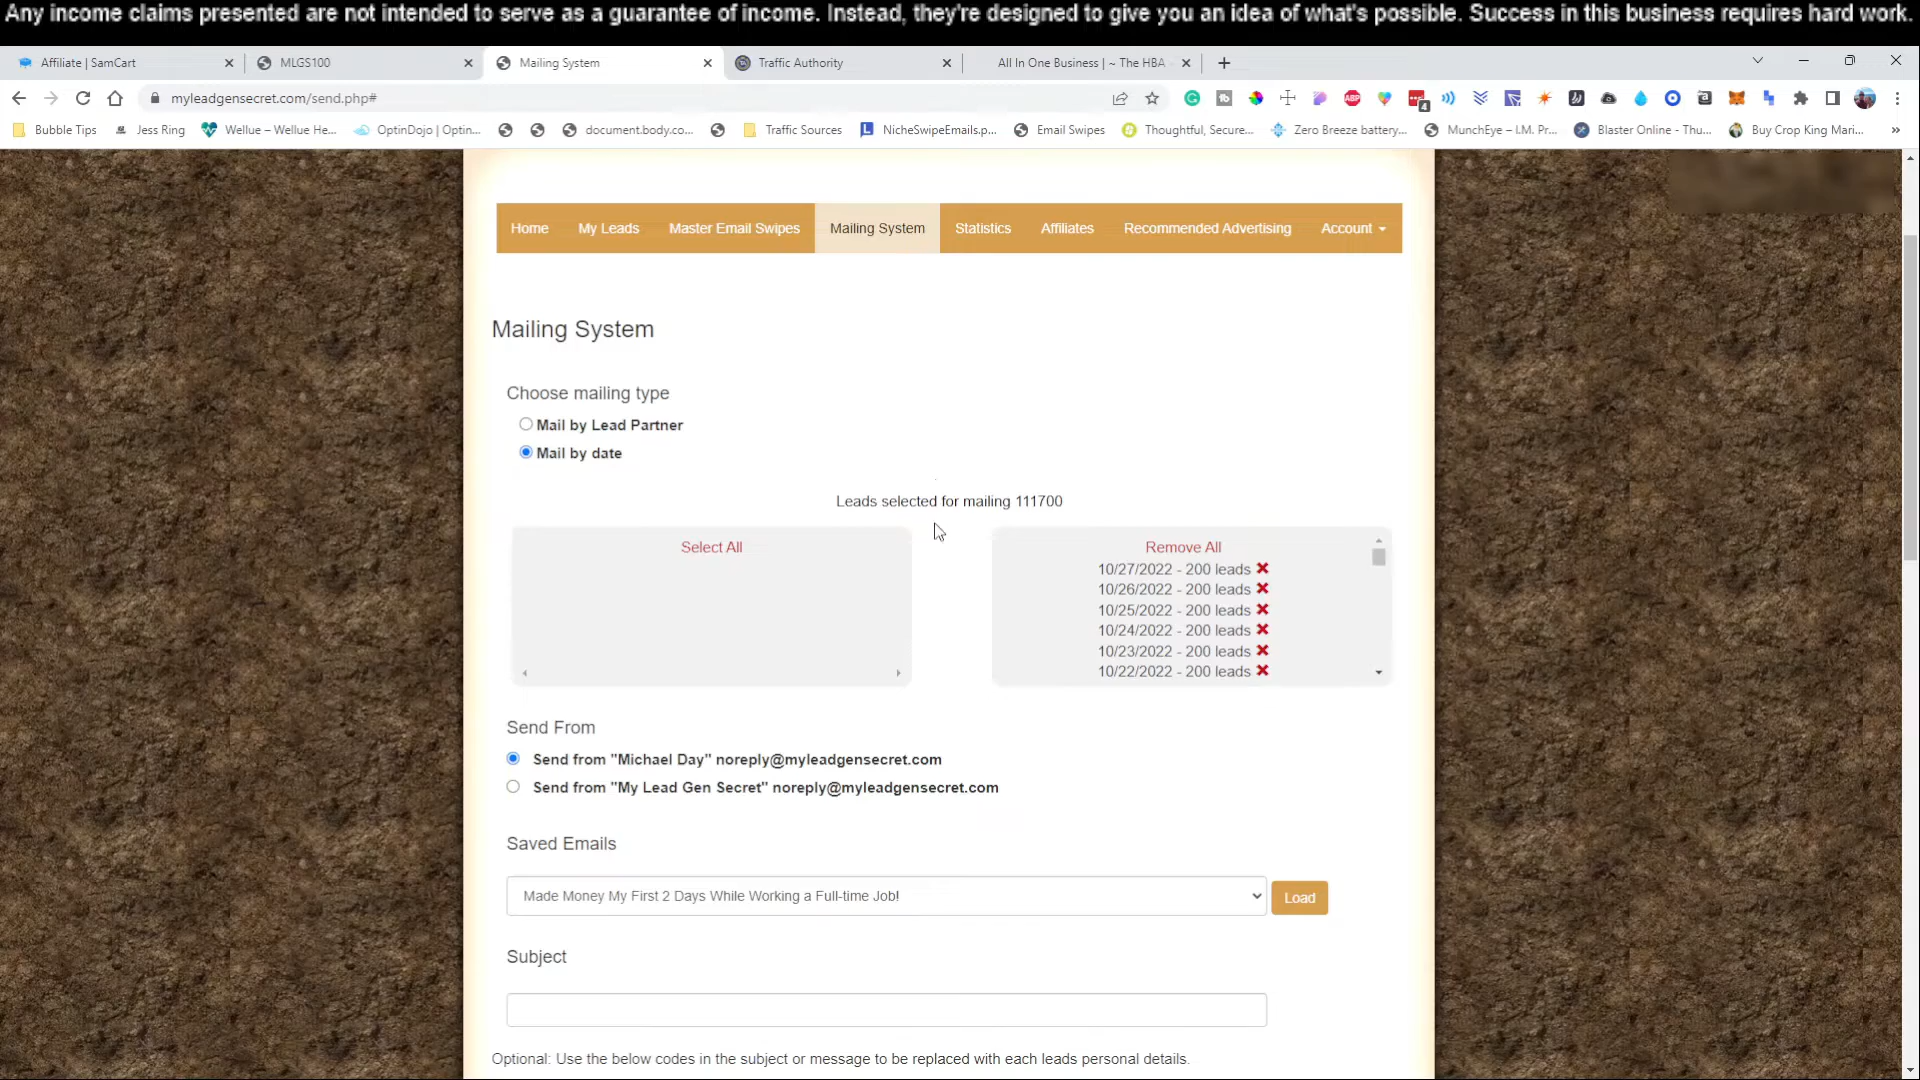 Any income claims presented are not intended to serve as a guarantee of income. Instead, they're designed to give you an idea of what's possible. Success in this business requires hard work.
Affiliate | SamCart
MLGS100
Mailing System
Traffic Authority
All In One Business | ~ The HBA
myleadgensecret.com/send.php#
4
Bubble Tips
Jess Ring
Wellue – Wellue He...
OptinDojo | Optin...
document.body.co...
Traffic Sources
NicheSwipeEmails.p...
Email Swipes
Thoughtful, Secure...
Zero Breeze battery...
MunchEye – I.M. Pr...
Blaster Online - Thu...
Buy Crop King Mari...
Home
My Leads
Master Email Swipes
Mailing System
Statistics
Affiliates
Recommended Advertising
Account
Mailing System
Choose mailing type
Mail by Lead Partner
Mail by date
Leads selected for mailing 111700
Select All
Remove All
10/27/2022 - 200 leads
10/26/2022 - 200 leads
10/25/2022 - 200 leads
10/24/2022 - 200 leads
10/23/2022 - 200 leads
10/22/2022 - 200 leads
Send From
Send from "Michael Day" noreply@myleadgensecret.com
Send from "My Lead Gen Secret" noreply@myleadgensecret.com
Saved Emails
Made Money My First 2 Days While Working a Full-time Job!
Load
Subject
Optional: Use the below codes in the subject or message to be replaced with each leads personal details.